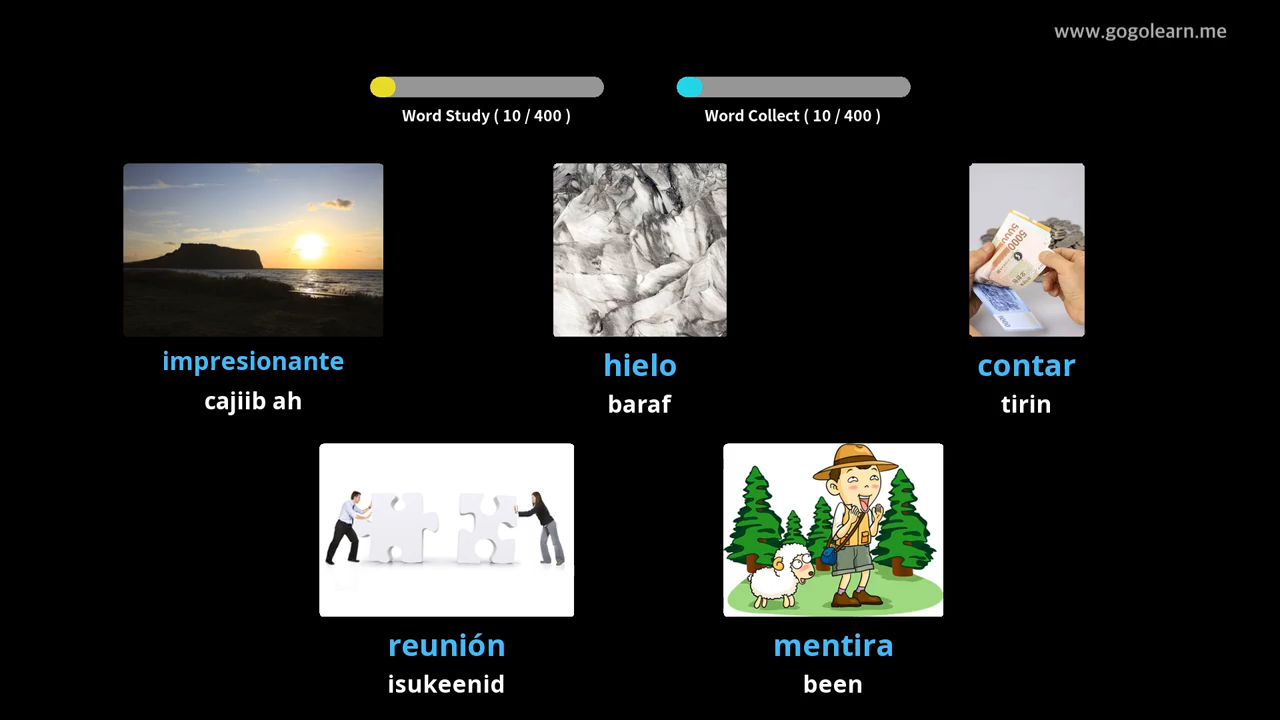 www.gogolearn.me
Word Study ( 10 / 400 )
Word Collect ( 10 / 400 )
impresionante
cajiib ah
hielo
baraf
contar
tirin
reunión
isukeenid
mentira
been